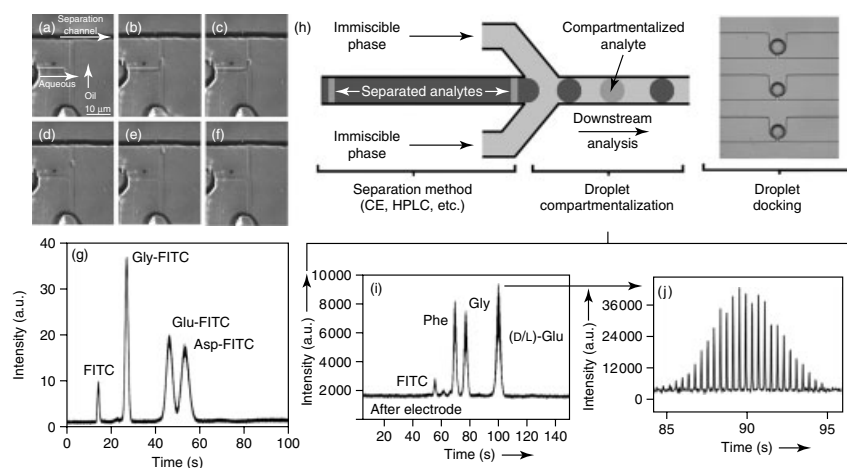 (a)
Separation
channel
Aqueous
Oil
10 μm
(b)
(c)
(d)
(e)
(f)
(h)
Immiscible
phase
Compartmentalized
analyte
Separated analytes
Immiscible
phase
Downstream
analysis
Separation method
(CE, HPLC, etc.)
Droplet
compartmentalization
Droplet
docking
(g)
40
30
20
10
0
Intensity (a.u.)
Gly-FITC
Glu-FITC
Asp-FITC
FITC
0 20 40 60 80 100
Time (s)
(i)
10000
8000
6000
4000
2000
Intensity (a.u.)
Phe
Gly
(D/L)-Glu
FITC
After electrode
0 60 80 100 140
Time (s)
(j)
36000
24000
12000
0
Intensity (a.u.)
85 90 95
Time (s)